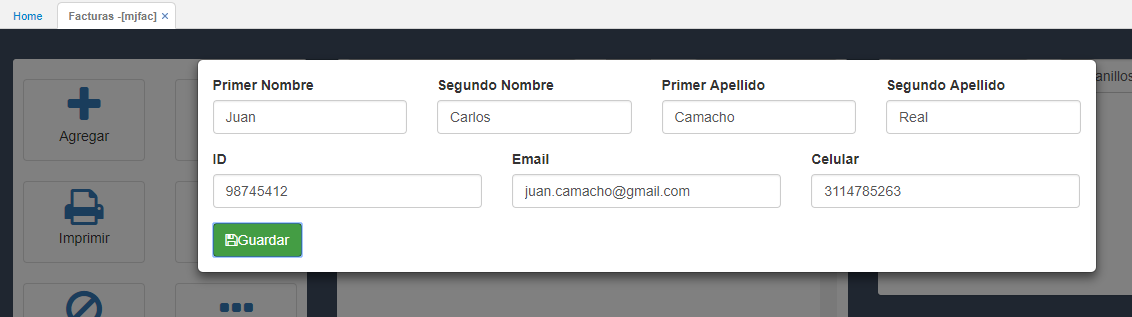 Home Facturas -[mjfac] ×
Primer Nombre Segundo Nombre Primer Apellido Segundo Apellido
Juan Carlos Camacho Real
ID Email Celular
98745412 juan.camacho@gmail.com 3114785263
Guardar
Agregar
Imprimir
anillos